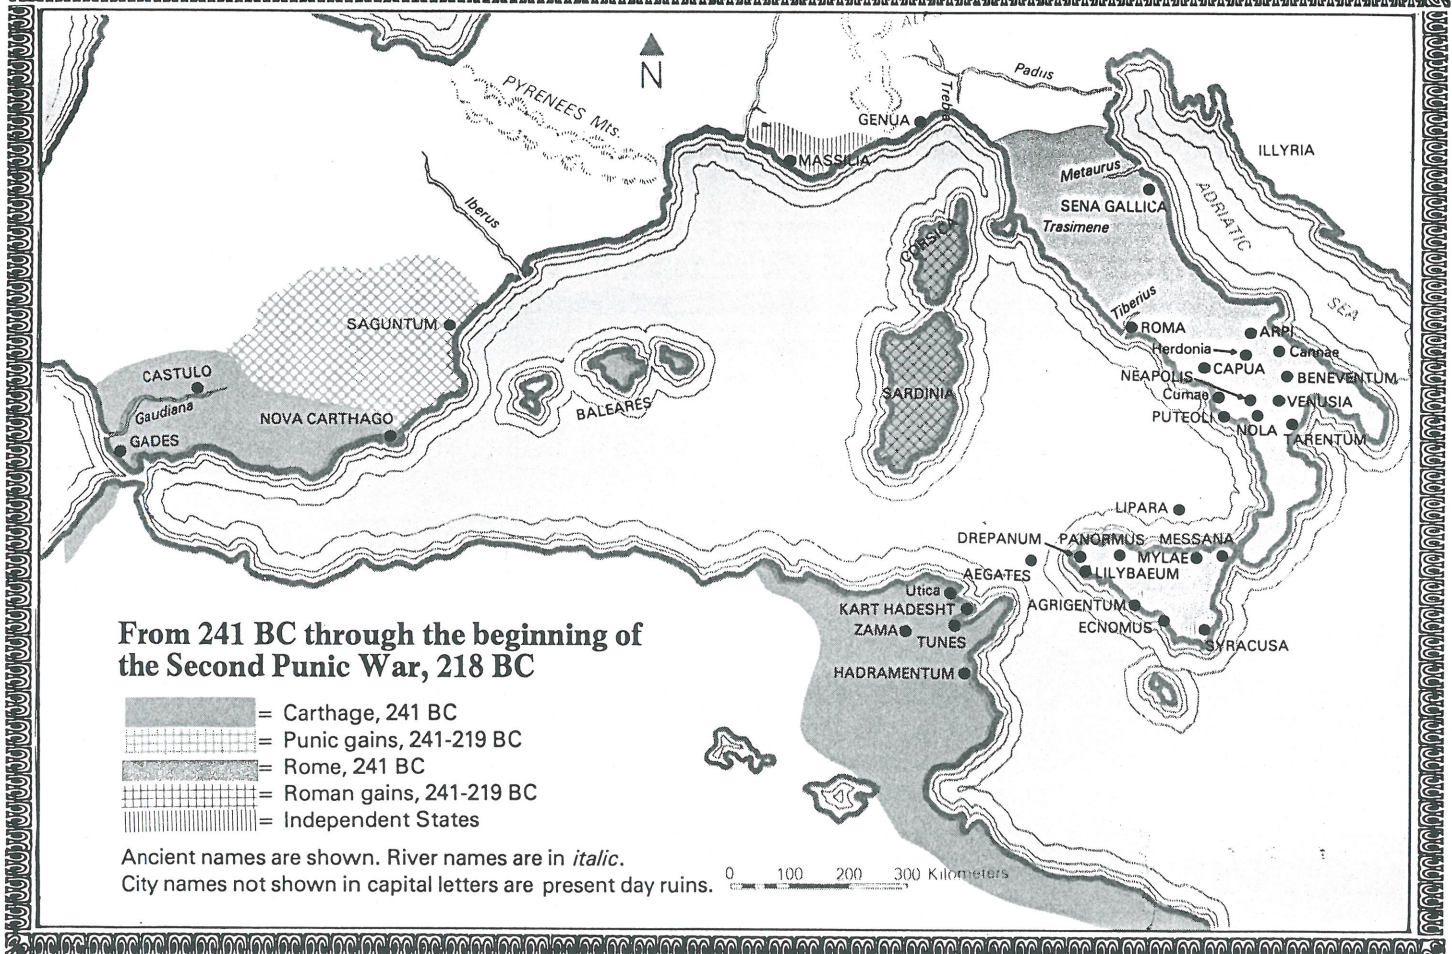 ALP
N
PYRENEES Mts.
Padus
Trebia
GENUA
MASSILIA
ILLYRIA
Metaurus
SENA GALLICA
ADRIATIC
SEA
Trasimene
Iberus
CORSICA
Tiberius
SAGUNTUM
ROMA
ARPI
Herdonia
Cannae
CASTULO
CAPUA
NEAPOLIS
BENEVENTUM
SARDINIA
Cumae
BALEARES
VENUSIA
Gaudiana
NOVA CARTHAGO
PUTEOLI
NOLA
TARENTUM
GADES
LIPARA
DREPANUM
PANORMUS
MESSANA
MYLAE
AEGATES
LILYBAEUM
Utica
KART HADESHT
AGRIGENTUM
ZAMA
TUNES
ECNOMUS
SYRACUSA
HADRAMENTUM
From 241 BC through the beginning of
the Second Punic War, 218 BC
= Carthage, 241 BC
= Punic gains, 241-219 BC
= Rome, 241 BC
= Roman gains, 241-219 BC
= Independent States
Ancient names are shown. River names are in italic.
City names not shown in capital letters are present day ruins.
0 100 200 300 Kilometers